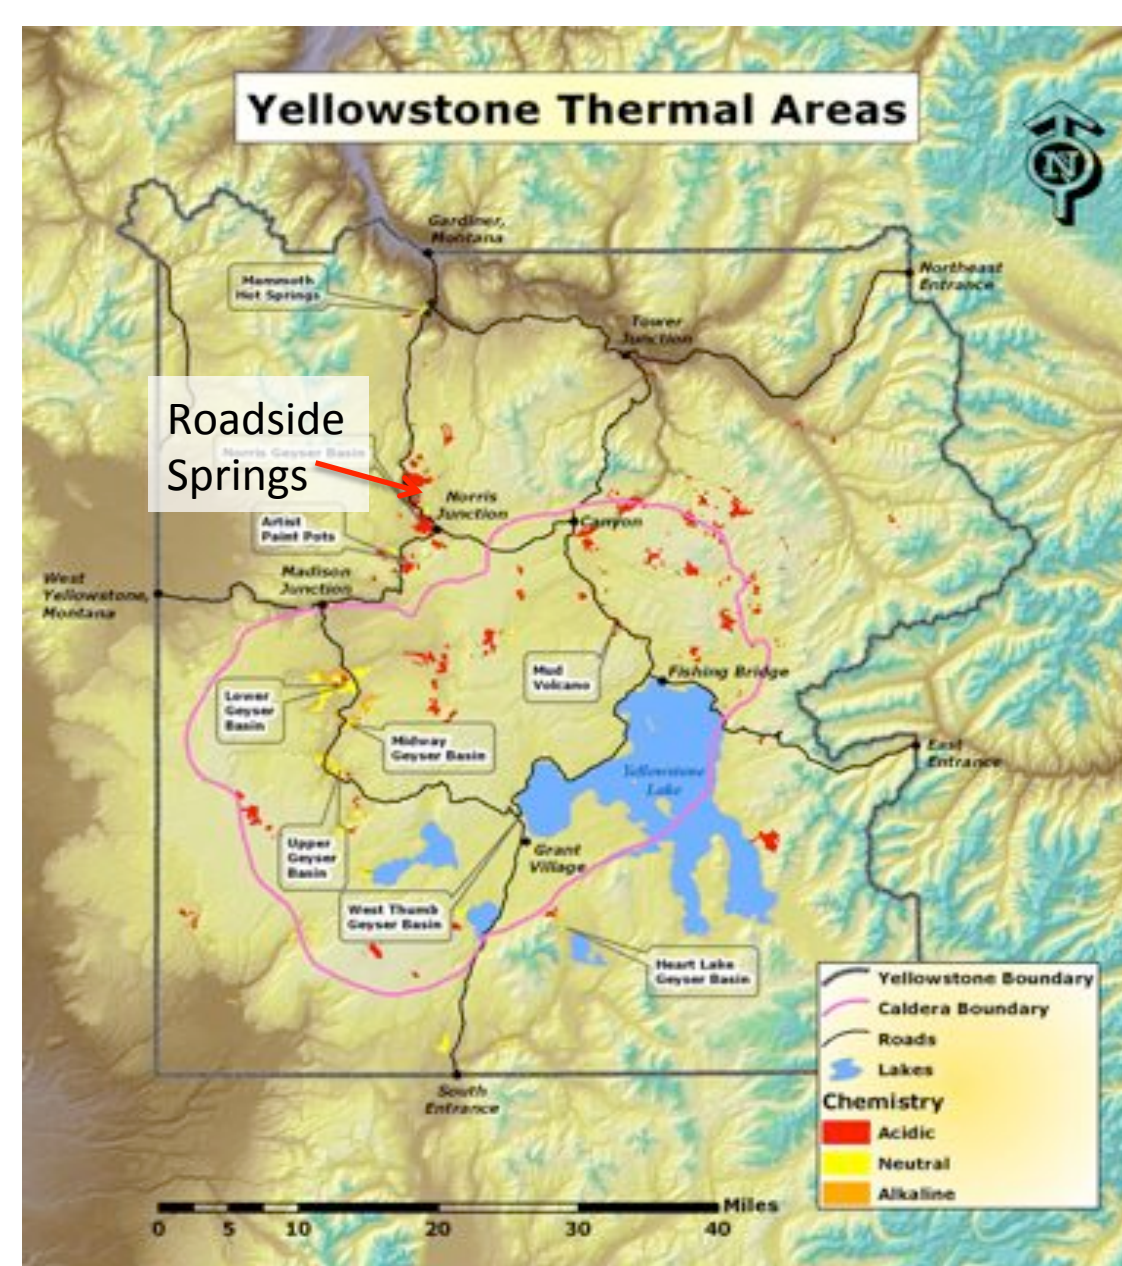 Yellowstone Thermal Areas
N
Gardiner,
Montana
Mammoth
Hot Springs
Northeast
Entrance
Tower
Junction
Roadside
Springs
Norris Geyser Basin
Norris
Junction
Artist
Paint Pots
Canyon
Madison
Junction
West
Yellowstone,
Montana
Mud
Volcano
Fishing Bridge
Lower
Geyser
Basin
Midway
Geyser Basin
East
Entrance
Yellowstone
Lake
Upper
Geyser
Basin
Grant
Village
West Thumb
Geyser Basin
Heart Lake
Geyser Basin
South
Entrance
Yellowstone Boundary
Caldera Boundary
Roads
Lakes
Chemistry
Acidic
Neutral
Alkaline
Miles
0 5 10 20 30 40